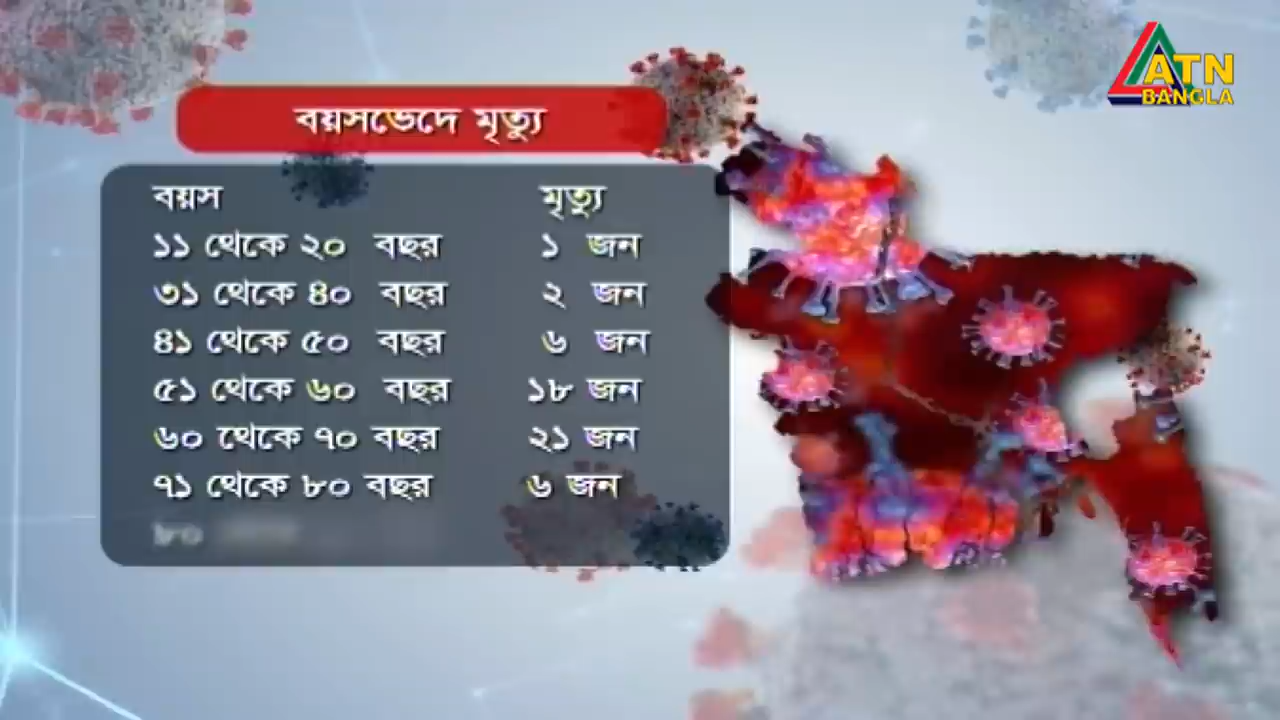 ATN
BANGLA
বয়সভেদে মৃত্যু
বয়স মৃত্যু
১১ থেকে ২০ বছর ১ জন
৩১ থেকে ৪০ বছর ২ জন
৪১ থেকে ৫০ বছর ৬ জন
৫১ থেকে ৬০ বছর ১৮ জন
৬০ থেকে ৭০ বছর ২১ জন
৭১ থেকে ৮০ বছর ৬ জন